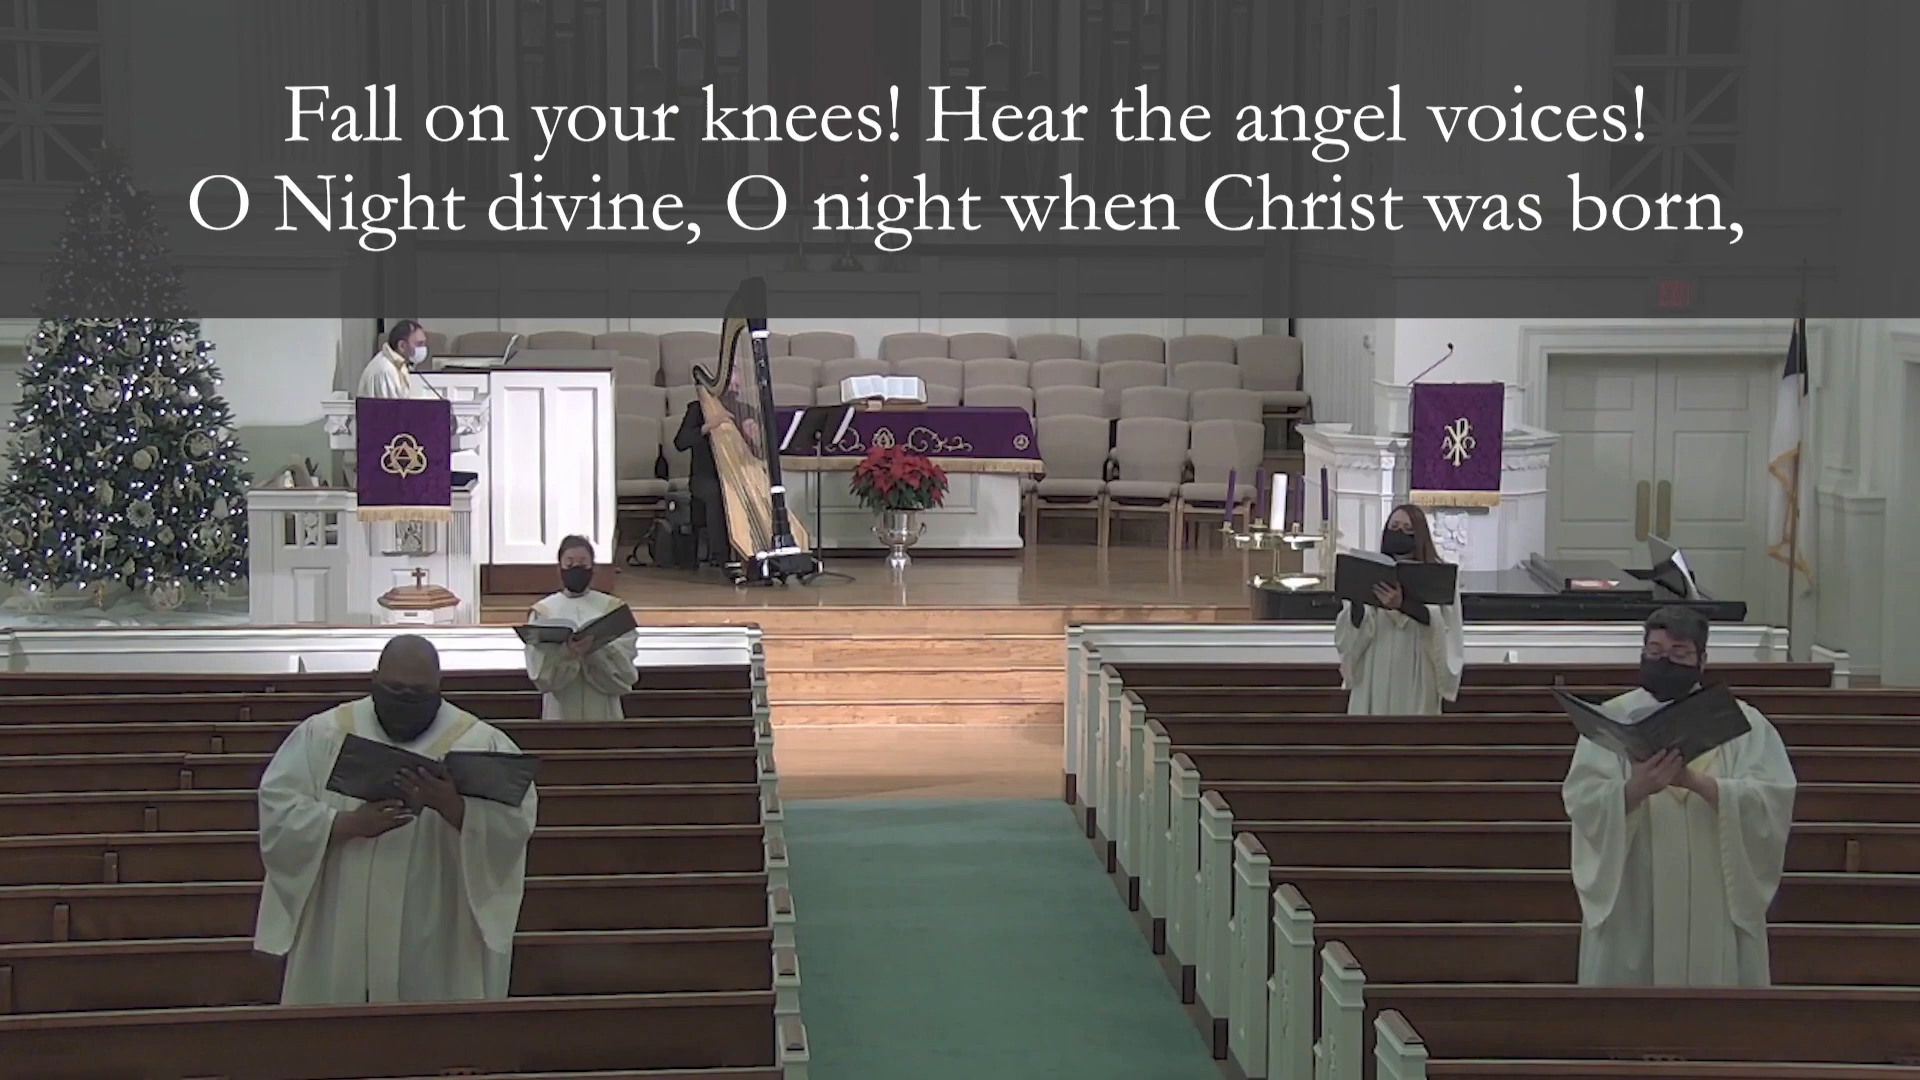 Fall on your knees! Hear the angel voices!
O Night divine, O night when Christ was born,